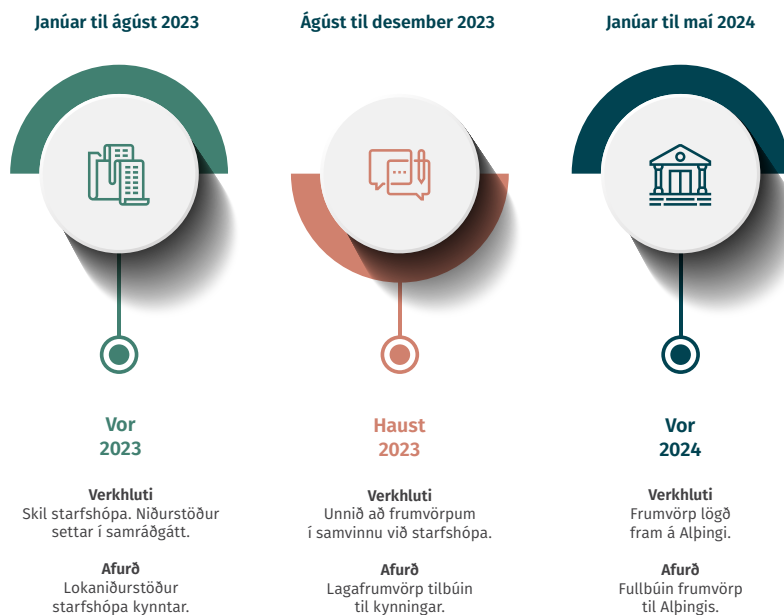 Janúar til ágúst 2023
Ágúst til desember 2023
Janúar til maí 2024
Vor
2023
Verkhluti
Skil starfshópa. Niðurstöður
settar í samráðgátt.
Afurð
Lokaniðurstöður
starfshópa kynntar.
Haust
2023
Verkhluti
Unnið að frumvörpum
í samvinnu við starfshópa.
Afurð
Lagafrumvörp tilbúin
til kynningar.
Vor
2024
Verkhluti
Frumvörp lögð
fram á Alþingi.
Afurð
Fullbúin frumvörp
til Alþingis.